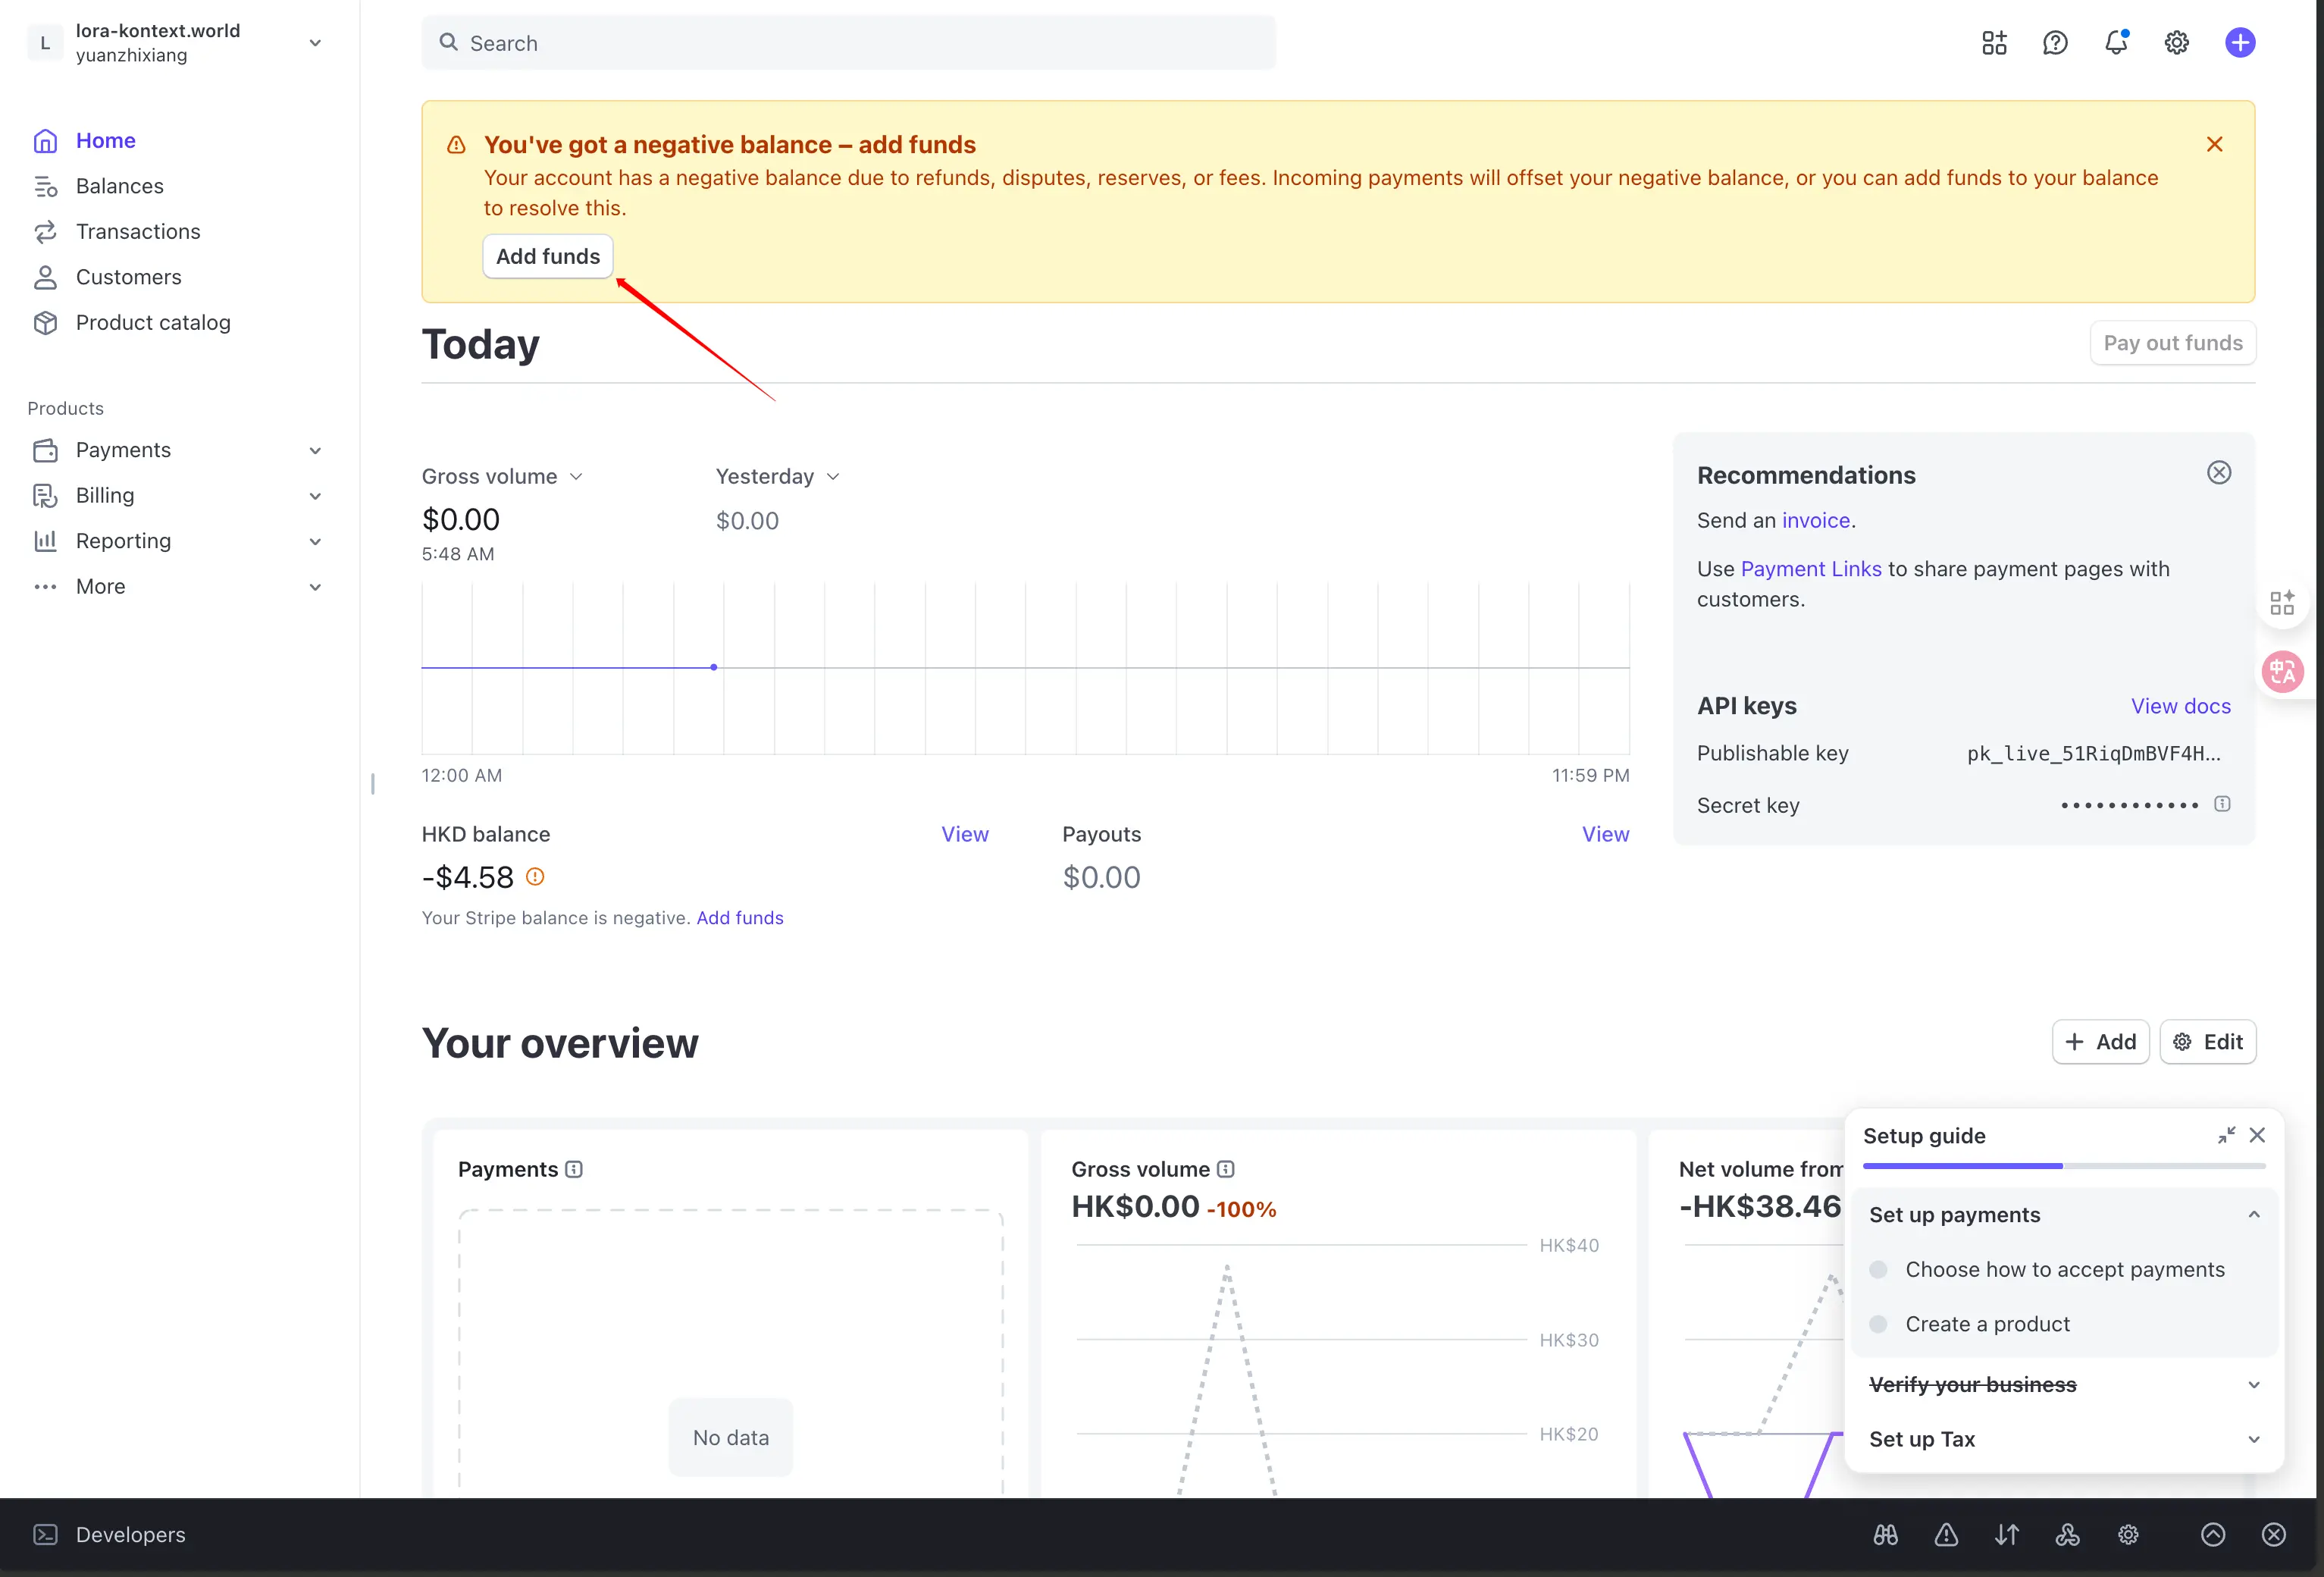 L
lora-kontext.world
yuanzhixiang
Search
Home
Balances
Transactions
Customers
Product catalog
Products
Payments
Billing
Reporting
More
You've got a negative balance – add funds
Your account has a negative balance due to refunds, disputes, reserves, or fees. Incoming payments will offset your negative balance, or you can add funds to your balance
to resolve this.
Add funds
Today
Pay out funds
Gross volume
Yesterday
$0.00
$0.00
5:48 AM
12:00 AM
11:59 PM
HKD balance
View
-$4.58
Your Stripe balance is negative. Add funds
Payouts
View
$0.00
Recommendations
Send an invoice.
Use Payment Links to share payment pages with
customers.
API keys
View docs
Publishable key
pk_live_51RiqDmBVF4H...
Secret key
••••••••••••
中A
Your overview
Add
Edit
Payments
No data
Gross volume
HK$0.00 -100%
HK$40
HK$30
HK$20
Net volume from
-HK$38.46
Setup guide
Set up payments
Choose how to accept payments
Create a product
Verify your business
Set up Tax
Developers